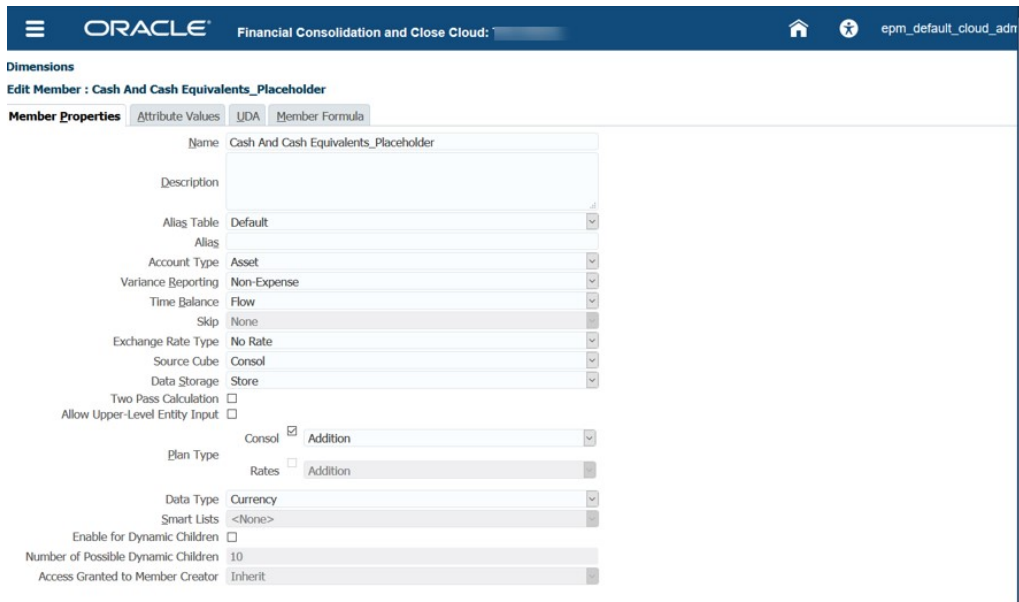 ORACLE
Financial Consolidation and Close Cloud:
epm_default_cloud_adm
Dimensions
Edit Member : Cash And Cash Equivalents_Placeholder
Member Properties Attribute Values UDA Member Formula
Name Cash And Cash Equivalents_Placeholder
Description
Alias Table Default
Alias
Account Type Asset
Variance Reporting Non-Expense
Time Balance Flow
Skip None
Exchange Rate Type No Rate
Source Cube Consol
Data Storage Store
Two Pass Calculation
Allow Upper-Level Entity Input
Plan Type
Consol Addition
Rates Addition
Data Type Currency
Smart Lists <None>
Enable for Dynamic Children
Number of Possible Dynamic Children 10
Access Granted to Member Creator Inherit